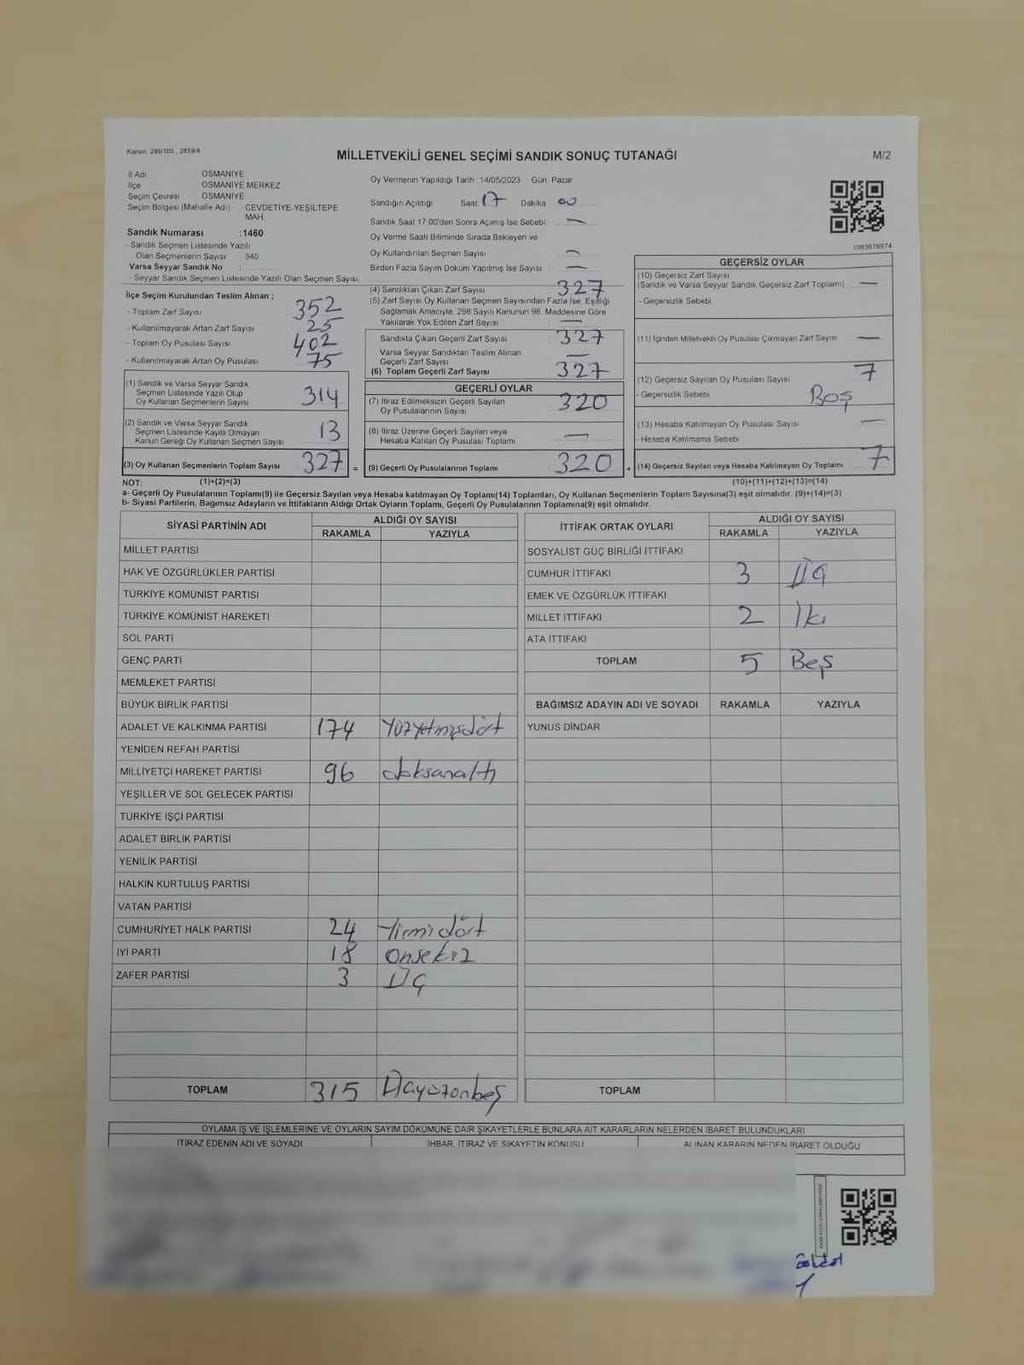 Kanun: 298/105 , 2839/4
MİLLETVEKİLİ GENEL SEÇİMİ SANDIK SONUÇ TUTANAĞI
M/2
İl Adı OSMANİYE
İlçe OSMANİYE MERKEZ
Seçim Çevresi OSMANİYE
Seçim Bölgesi (Mahalle Adı) CEVDETİYE-YEŞİLTEPE
MAH.
Sandık Numarası :1460
- Sandık Seçmen Listesinde Yazılı
Olan Seçmenlerin Sayısı 340
Varsa Seyyar Sandık No :
- Seyyar Sandık Seçmen Listesinde Yazılı Olan Seçmen Sayısı
Oy Vermenin Yapıldığı Tarih :14/05/2023 Gün: Pazar
Sandığın Açıldığı Saat 17 Dakika 00
Sandık Saat 17.00'den Sonra Açılmış İse Sebebi : —
Oy Verme Saati Bitiminde Sırada Bekleyen ve
Oy Kullandırılan Seçmen Sayısı : —
Birden Fazla Sayım Döküm Yapılmış İse Sayısı : —
1083676974
İlçe Seçim Kurulundan Teslim Alınan ;
- Toplam Zarf Sayısı 352
- Kullanılmayarak Artan Zarf Sayısı 25
- Toplam Oy Pusulası Sayısı 402
- Kullanılmayarak Artan Oy Pusulası 75
(1) Sandık ve Varsa Seyyar Sandık
Seçmen Listesinde Yazılı Olup
Oy Kullanan Seçmenlerin Sayısı 314
(2) Sandık ve Varsa Seyyar Sandık
Seçmen Listesinde Kayıtlı Olmayan
Kanun Gereği Oy Kullanan Seçmen Sayısı 13
(3) Oy Kullanan Seçmenlerin Toplam Sayısı 327 =
(4) Sandıktan Çıkan Zarf Sayısı 327
(5) Zarf Sayısı Oy Kullanan Seçmen Sayısından Fazla İse, Eşitliği
Sağlamak Amacıyla, 298 Sayılı Kanunun 98. Maddesine Göre
Yakılarak Yok Edilen Zarf Sayısı : —
Sandıkta Çıkan Geçerli Zarf Sayısı 327
Varsa Seyyar Sandıktan Teslim Alınan
Geçerli Zarf Sayısı —
(6) Toplam Geçerli Zarf Sayısı 327
GEÇERLİ OYLAR
(7) İtiraz Edilmeksizin Geçerli Sayılan
Oy Pusulalarının Sayısı 320
(8) İtiraz Üzerine Geçerli Sayılan veya
Hesaba Katılan Oy Pusulası Toplamı —
(9) Geçerli Oy Pusulalarının Toplamı 320 +
GEÇERSİZ OYLAR
(10) Geçersiz Zarf Sayısı
(Sandık ve Varsa Seyyar Sandık Geçersiz Zarf Toplamı) —
- Geçersizlik Sebebi
(11) İçinden Milletvekili Oy Pusulası Çıkmayan Zarf Sayısı —
(12) Geçersiz Sayılan Oy Pusulası Sayısı 7
- Geçersizlik Sebebi Boş
(13) Hesaba Katılmayan Oy Pusulası Sayısı —
- Hesaba Katılmama Sebebi
(14) Geçersiz Sayılan veya Hesaba Katılmayan Oy Toplamı 7
NOT: (1)+(2)=(3) (10)+(11)+(12)+(13)=(14)
a- Geçerli Oy Pusulalarının Toplamı(9) ile Geçersiz Sayılan veya Hesaba katılmayan Oy Toplamı(14) Toplamları, Oy Kullanan Seçmenlerin Toplam Sayısına(3) eşit olmalıdır. (9)+(14)=(3)
b- Siyasi Partilerin, Bağımsız Adayların ve İttifakların Aldığı Ortak Oyların Toplamı, Geçerli Oy Pusulalarının Toplamına(9) eşit olmalıdır.
SİYASİ PARTİNİN ADI ALDIĞI OY SAYISI
RAKAMLA YAZIYLA
MİLLET PARTİSİ
HAK VE ÖZGÜRLÜKLER PARTİSİ
TÜRKİYE KOMÜNİST PARTİSİ
TÜRKİYE KOMÜNİST HAREKETİ
SOL PARTİ
GENÇ PARTİ
MEMLEKET PARTİSİ
BÜYÜK BİRLİK PARTİSİ
ADALET VE KALKINMA PARTİSİ 174 Yüzyetmişdört
YENİDEN REFAH PARTİSİ
MİLLİYETÇİ HAREKET PARTİSİ 96 doksanaltı
YEŞİLLER VE SOL GELECEK PARTİSİ
TÜRKİYE İŞÇİ PARTİSİ
ADALET BİRLİK PARTİSİ
YENİLİK PARTİSİ
HALKIN KURTULUŞ PARTİSİ
VATAN PARTİSİ
CUMHURİYET HALK PARTİSİ 24 Yirmidört
İYİ PARTİ 18 Onsekiz
ZAFER PARTİSİ 3 Üç
TOPLAM 315 Üçyüzonbeş
İTTİFAK ORTAK OYLARI ALDIĞI OY SAYISI
RAKAMLA YAZIYLA
SOSYALİST GÜÇ BİRLİĞİ İTTİFAKI
CUMHUR İTTİFAKI 3 Üç
EMEK VE ÖZGÜRLÜK İTTİFAKI
MİLLET İTTİFAKI 2 İki
ATA İTTİFAKI
TOPLAM 5 Beş
BAĞIMSIZ ADAYIN ADI VE SOYADI RAKAMLA YAZIYLA
YUNUS DİNDAR
TOPLAM
OYLAMA İŞ VE İŞLEMLERİNE VE OYLARIN SAYIM DÖKÜMÜNE DAİR ŞİKAYETLERLE BUNLARA AİT KARARLARIN NELERDEN İBARET BULUNDUKLARI
İTİRAZ EDENİN ADI VE SOYADI İHBAR, İTİRAZ VE ŞİKAYETİN KONUSU ALINAN KARARIN NEDEN İBARET OLDUĞU